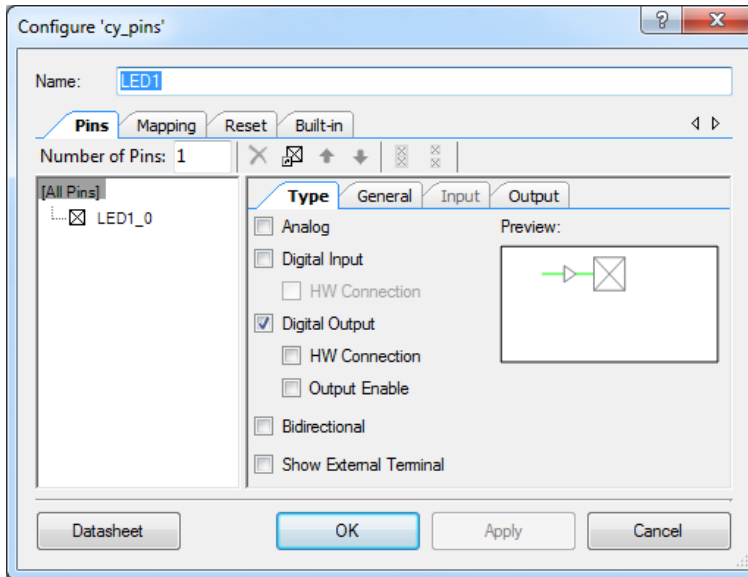 Configure 'cy_pins'
?
Name: LED1
Pins Mapping Reset Built-in
Number of Pins: 1
[All Pins]
LED1_0
Type General Input Output
Analog
Preview:
Digital Input
HW Connection
Digital Output
HW Connection
Output Enable
Bidirectional
Show External Terminal
Datasheet OK Apply Cancel